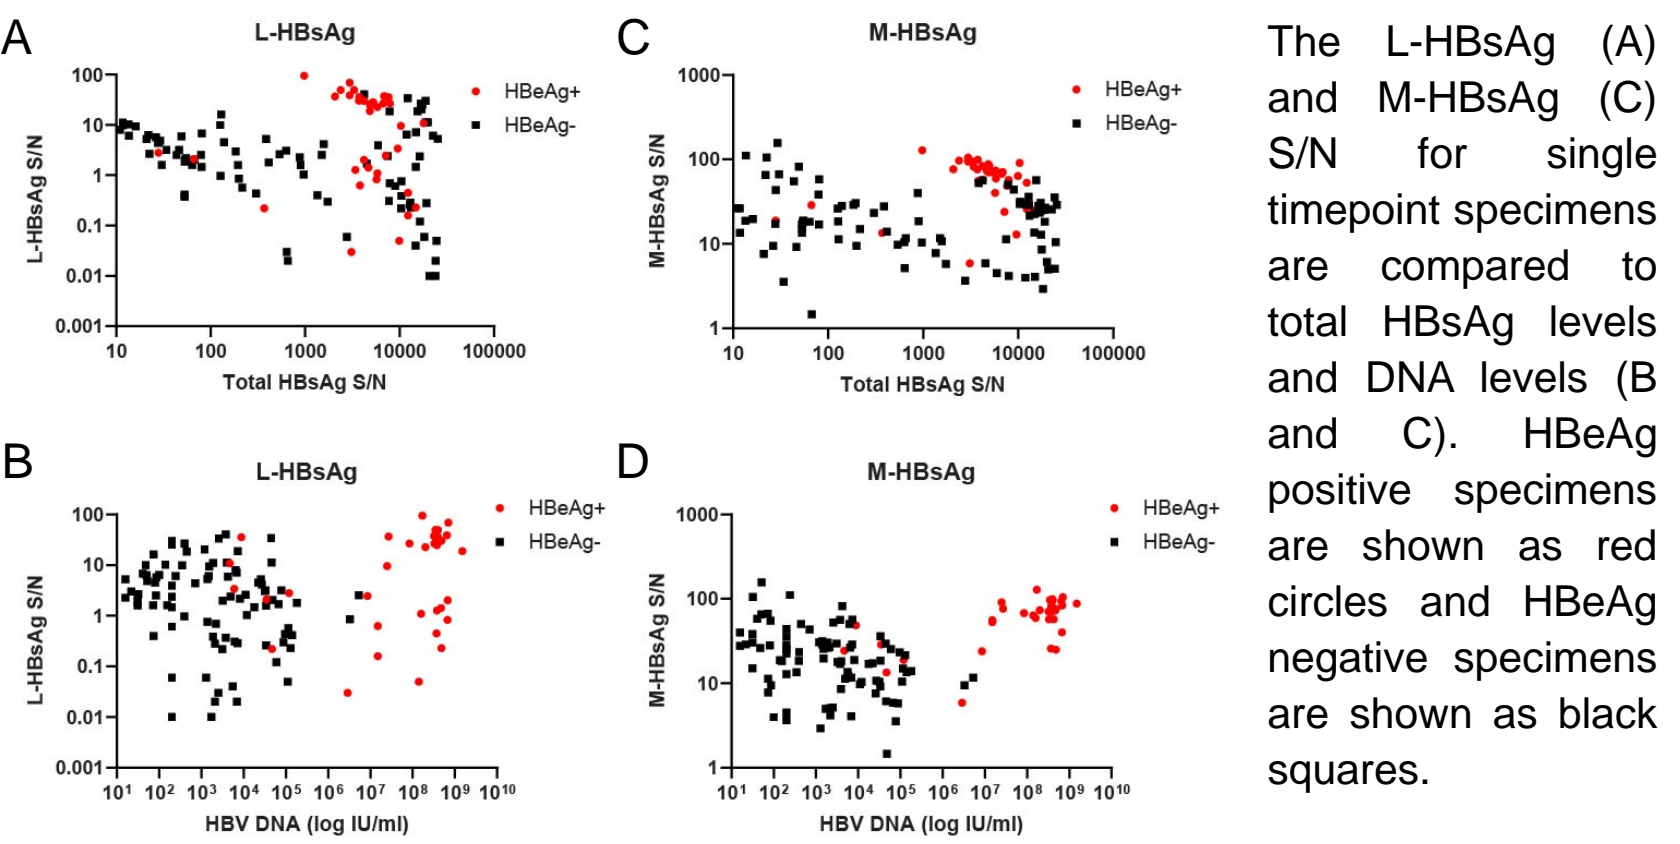 A
L-HBsAg
HBeAg+
HBeAg-
L-HBsAg S/N
100
10
1
0.1
0.01
0.001
10 100 1000 10000 100000
Total HBsAg S/N
C
M-HBsAg
HBeAg+
HBeAg-
M-HBsAg S/N
1000
100
10
1
10 100 1000 10000 100000
Total HBsAg S/N
B
L-HBsAg
HBeAg+
HBeAg-
L-HBsAg S/N
100
10
1
0.1
0.01
0.001
10¹ 10² 10³ 10⁴ 10⁵ 10⁶ 10⁷ 10⁸ 10⁹ 10¹⁰
HBV DNA (log IU/ml)
D
M-HBsAg
HBeAg+
HBeAg-
M-HBsAg S/N
1000
100
10
1
10¹ 10² 10³ 10⁴ 10⁵ 10⁶ 10⁷ 10⁸ 10⁹ 10¹⁰
HBV DNA (log IU/ml)
The L-HBsAg (A)
and M-HBsAg (C)
S/N for single
timepoint specimens
are compared to
total HBsAg levels
and DNA levels (B
and C). HBeAg
positive specimens
are shown as red
circles and HBeAg
negative specimens
are shown as black
squares.